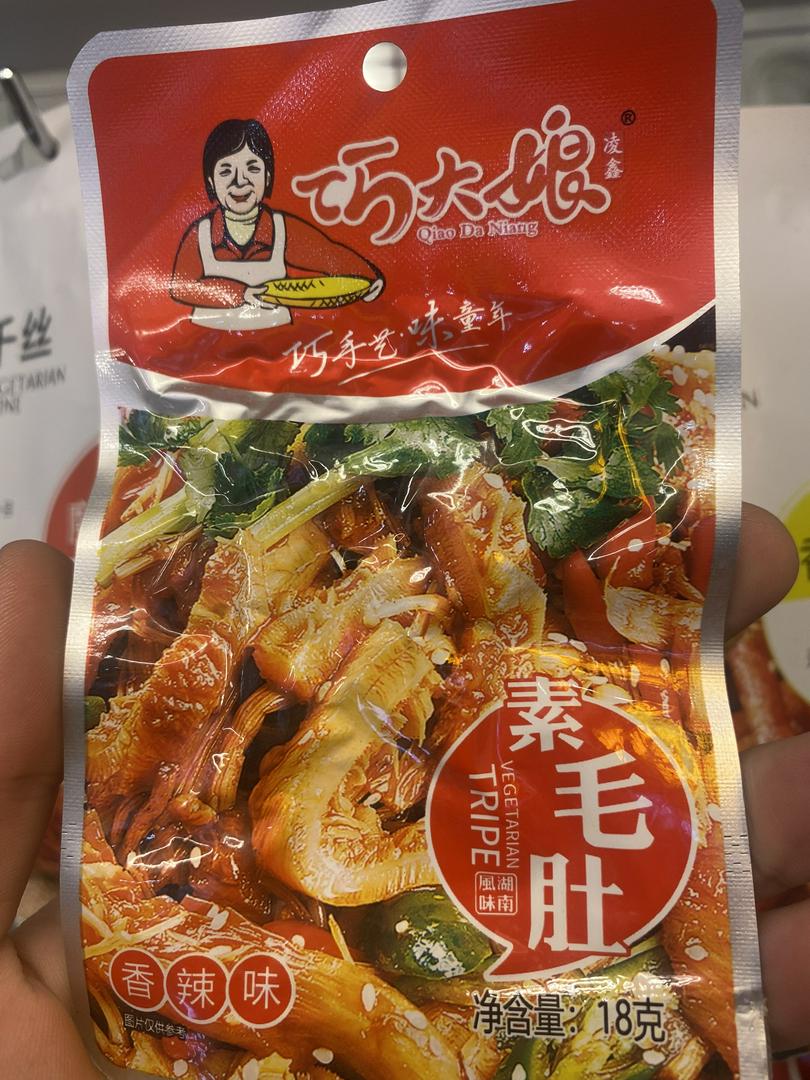 巧大娘®
凌鑫
Qiao Da Niang
巧手艺·味童年
素毛肚
VEGETARIAN
TRIPE
湖南風味
香辣味
图片仅供参考
净含量：18克